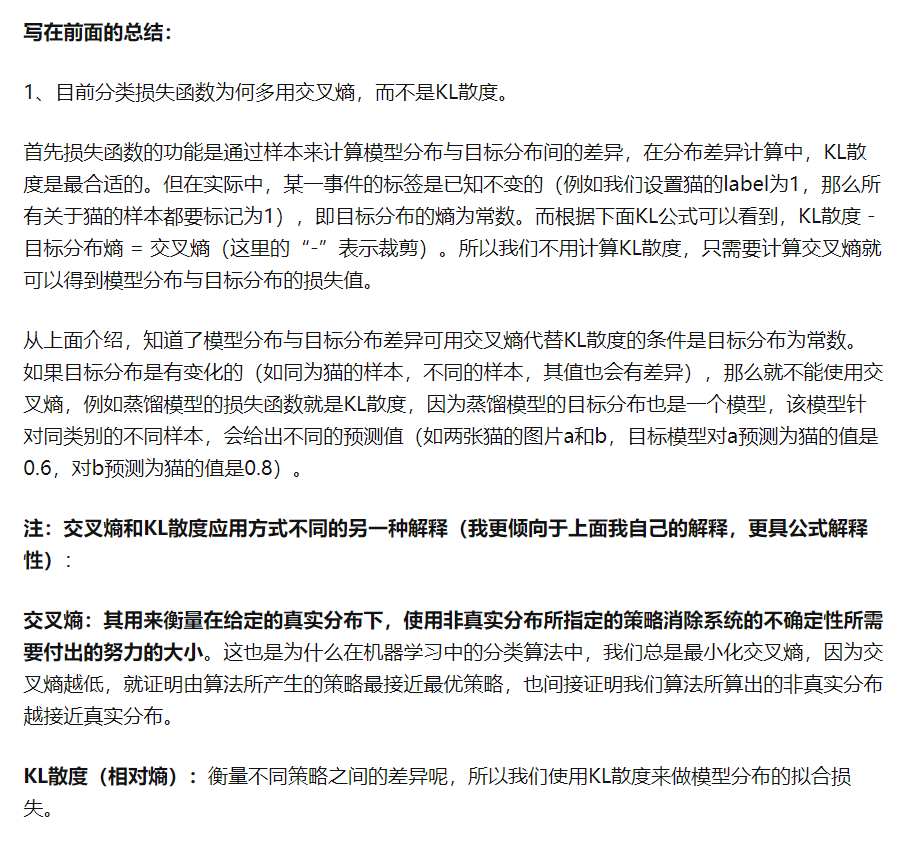 写在前面的总结：
1、目前分类损失函数为何多用交叉熵，而不是KL散度。
首先损失函数的功能是通过样本来计算模型分布与目标分布间的差异，在分布差异计算中，KL散
度是最合适的。但在实际中，某一事件的标签是已知不变的（例如我们设置猫的label为1，那么所
有关于猫的样本都要标记为1），即目标分布的熵为常数。而根据下面KL公式可以看到，KL散度 -
目标分布熵 = 交叉熵（这里的“-”表示裁剪）。所以我们不用计算KL散度，只需要计算交叉熵就
可以得到模型分布与目标分布的损失值。
从上面介绍，知道了模型分布与目标分布差异可用交叉熵代替KL散度的条件是目标分布为常数。
如果目标分布是有变化的（如同为猫的样本，不同的样本，其值也会有差异），那么就不能使用交
叉熵，例如蒸馏模型的损失函数就是KL散度，因为蒸馏模型的目标分布也是一个模型，该模型针
对同类别的不同样本，会给出不同的预测值（如两张猫的图片a和b，目标模型对a预测为猫的值是
0.6，对b预测为猫的值是0.8）。
注：交叉熵和KL散度应用方式不同的另一种解释（我更倾向于上面我自己的解释，更具公式解释
性）：
交叉熵：其用来衡量在给定的真实分布下，使用非真实分布所指定的策略消除系统的不确定性所需
要付出的努力的大小。这也是为什么在机器学习中的分类算法中，我们总是最小化交叉熵，因为交
叉熵越低，就证明由算法所产生的策略最接近最优策略，也间接证明我们算法所算出的非真实分布
越接近真实分布。
KL散度（相对熵）：衡量不同策略之间的差异呢，所以我们使用KL散度来做模型分布的拟合损
失。